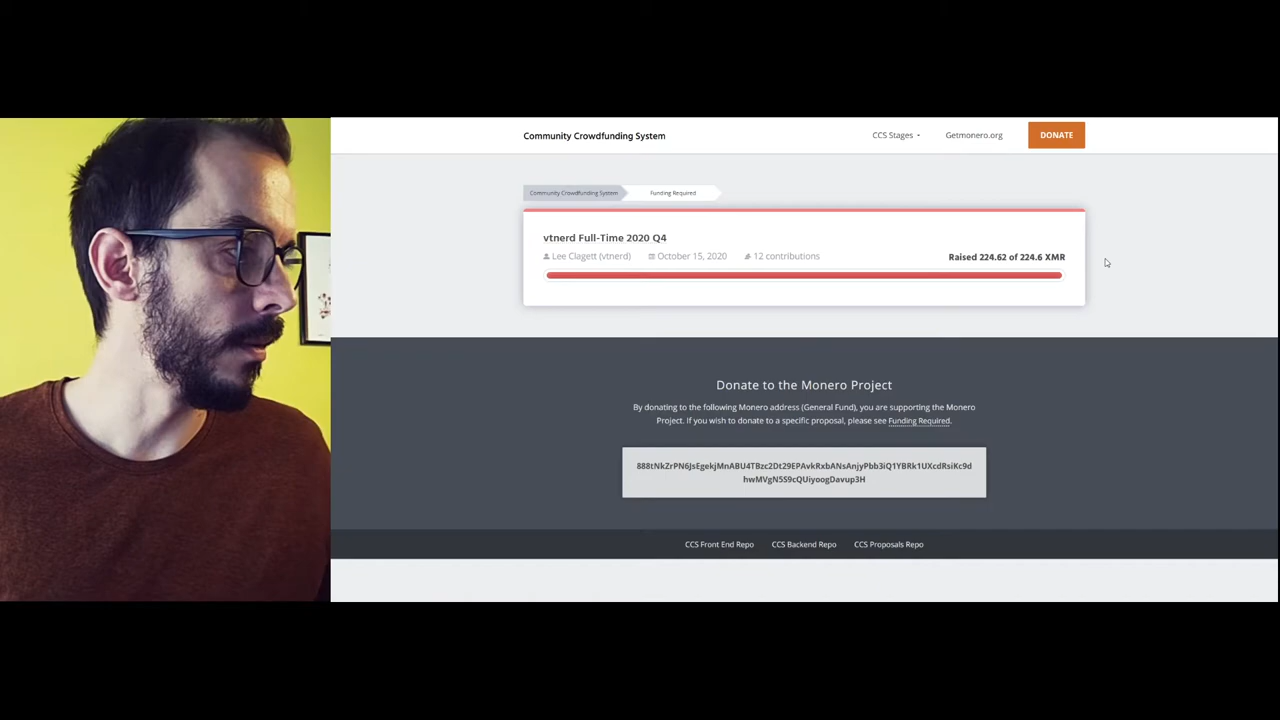 Community Crowdfunding System
CCS Stages
Getmonero.org
DONATE
Community Crowdfunding System
Funding Required
vtnerd Full-Time 2020 Q4
Lee Clagett (vtnerd)
October 15, 2020
12 contributions
Raised 224.62 of 224.6 XMR
Donate to the Monero Project
By donating to the following Monero address (General Fund), you are supporting the Monero
Project. If you wish to donate to a specific proposal, please see Funding Required.
888tNkZrPN6JsEgekjMnABU4TBzc2Dt29EPAvkRxbANsAnjyPbb3iQ1YBRk1UXcdRsiKc9d
hwMVgN5S9cQUiyoogDavup3H
CCS Front End Repo
CCS Backend Repo
CCS Proposals Repo